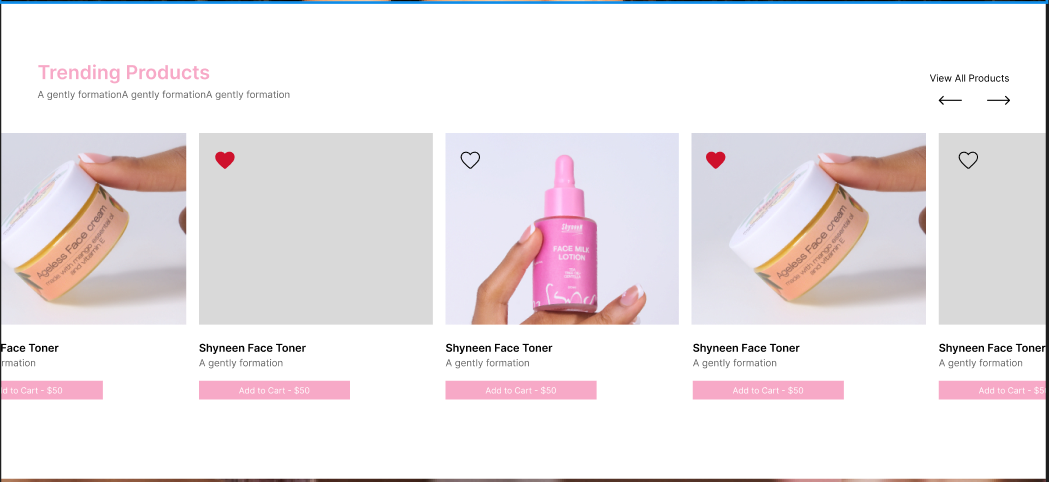 Trending Products
A gently formationA gently formationA gently formation
View All Products
Ageless Face cream
made with mango essential oil
and vitamin E
FACE MILK
LOTION
Ageless Face cream
made with mango essential oil
and vitamin E
Face Toner
rmation
d to Cart - $50
Shyneen Face Toner
A gently formation
Add to Cart - $50
Shyneen Face Toner
A gently formation
Add to Cart - $50
Shyneen Face Toner
A gently formation
Add to Cart - $50
Shyneen Face Toner
A gently formation
Add to Cart - $5